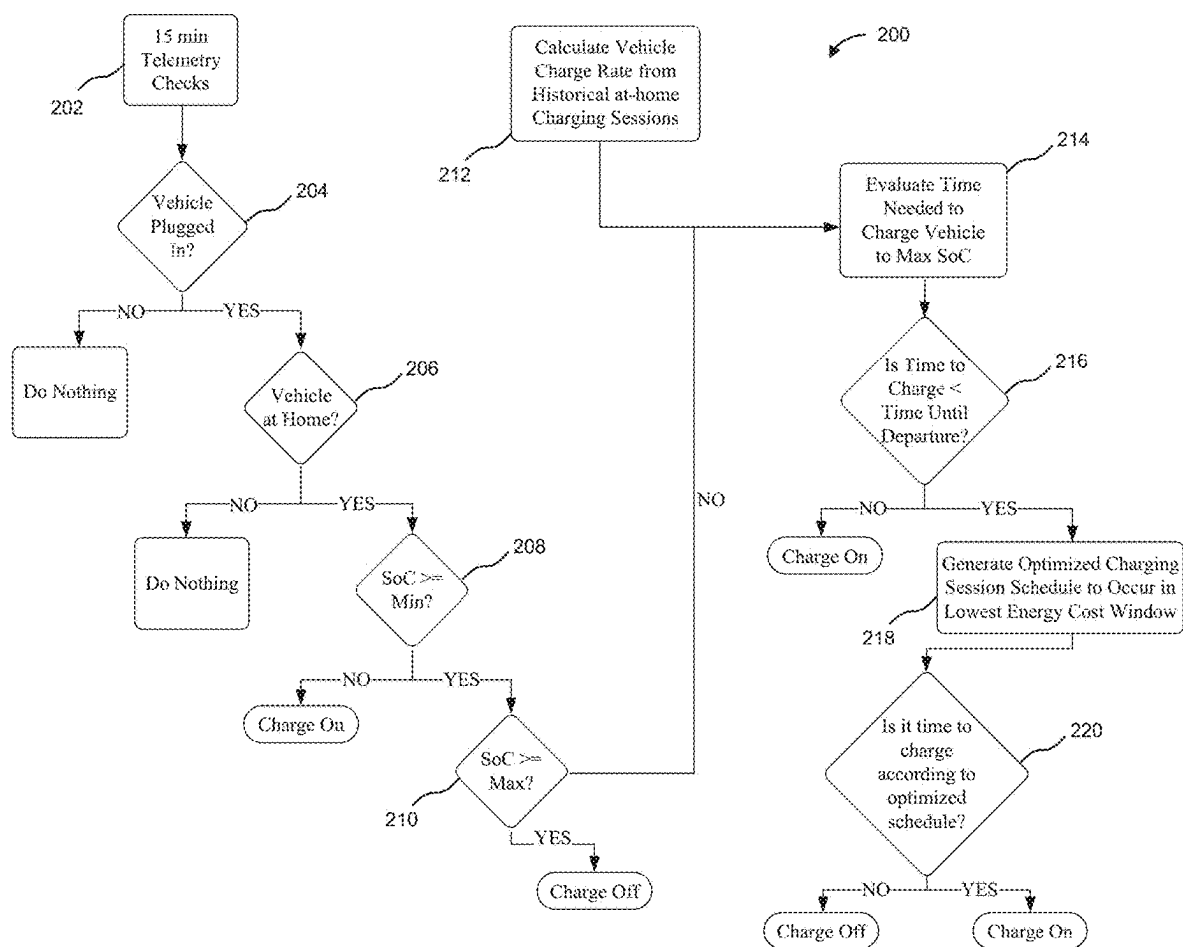 15 min
Telemetry
Checks
202
Vehicle
Plugged
in?
204
NO
YES
Do Nothing
Vehicle
at Home?
206
NO
YES
Do Nothing
SoC >=
Min?
208
NO
YES
Charge On
SoC >=
Max?
210
YES
Charge Off
NO
200
Calculate Vehicle
Charge Rate from
Historical at-home
Charging Sessions
212
214
Evaluate Time
Needed to
Charge Vehicle
to Max SoC
Is Time to
Charge <
Time Until
Departure?
216
NO
YES
Charge On
Generate Optimized Charging
Session Schedule to Occur in
Lowest Energy Cost Window
218
Is it time to
charge
according to
optimized
schedule?
220
NO
YES
Charge Off
Charge On